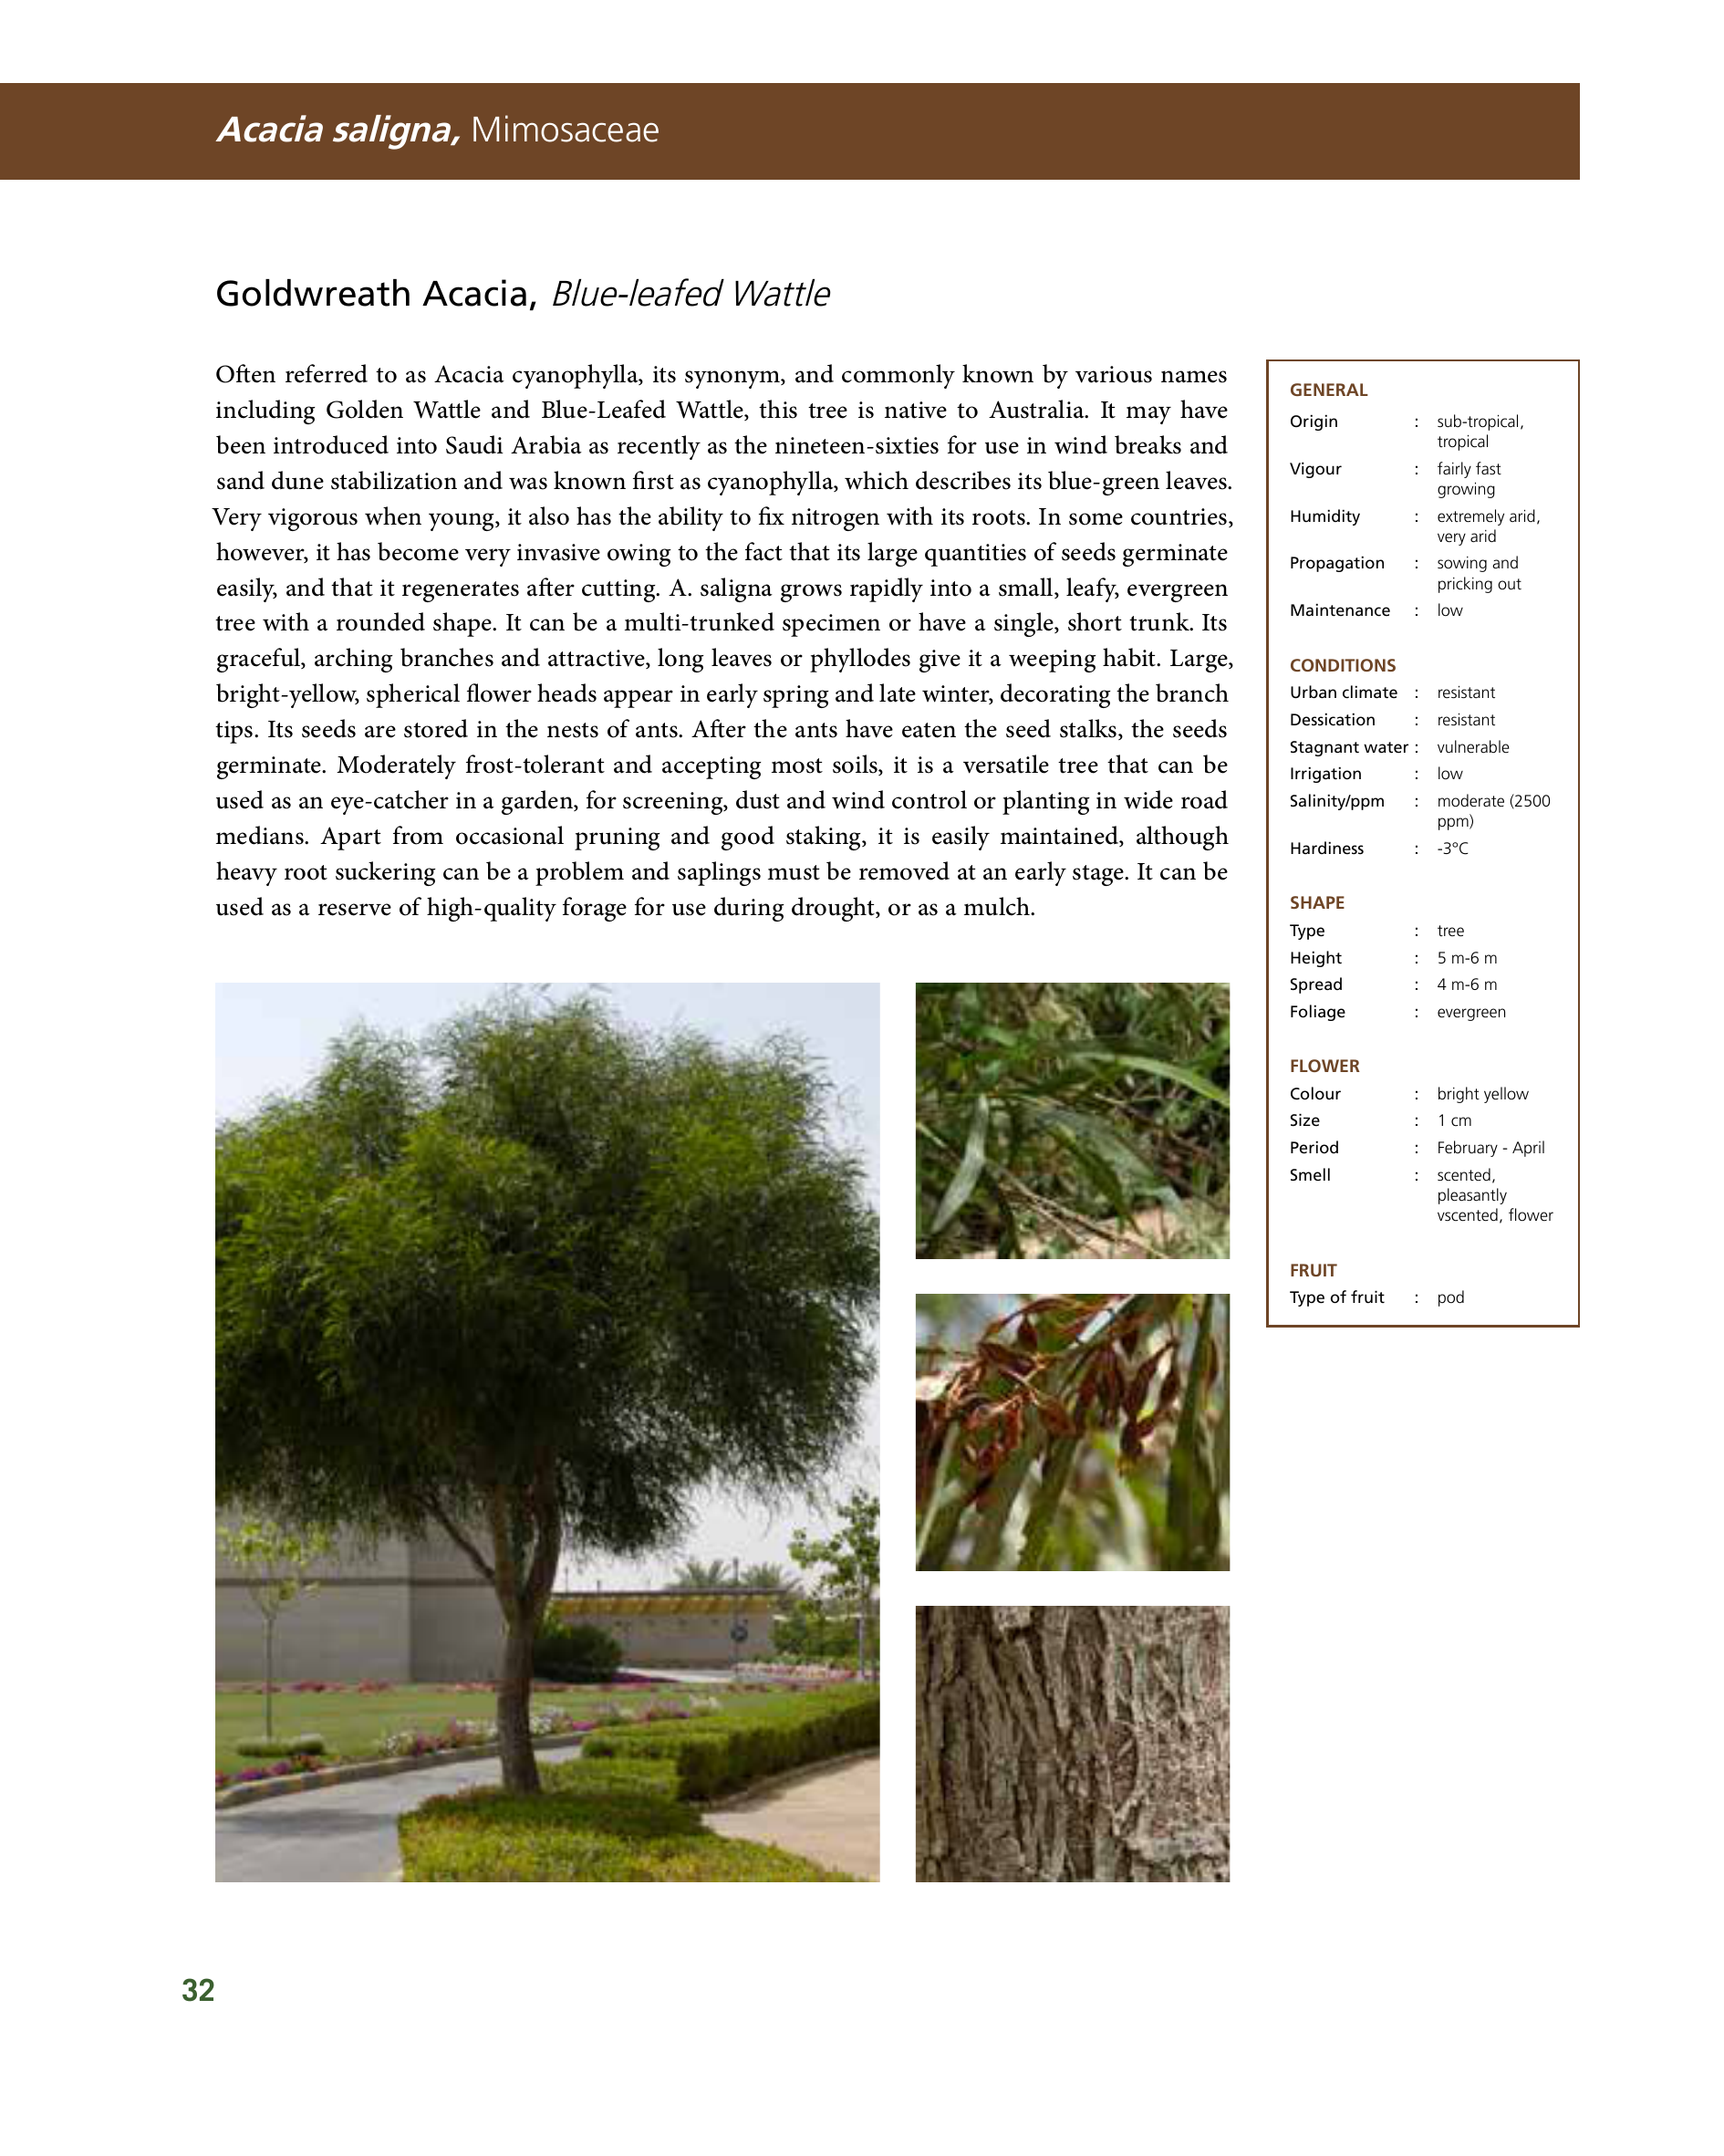 Acacia saligna, Mimosaceae
Goldwreath Acacia, Blue-leafed Wattle
Often referred to as Acacia cyanophylla, its synonym, and commonly known by various names
including Golden Wattle and Blue-Leafed Wattle, this tree is native to Australia. It may have
been introduced into Saudi Arabia as recently as the nineteen-sixties for use in wind breaks and
sand dune stabilization and was known first as cyanophylla, which describes its blue-green leaves.
Very vigorous when young, it also has the ability to fix nitrogen with its roots. In some countries,
however, it has become very invasive owing to the fact that its large quantities of seeds germinate
easily, and that it regenerates after cutting. A. saligna grows rapidly into a small, leafy, evergreen
tree with a rounded shape. It can be a multi-trunked specimen or have a single, short trunk. Its
graceful, arching branches and attractive, long leaves or phyllodes give it a weeping habit. Large,
bright-yellow, spherical flower heads appear in early spring and late winter, decorating the branch
tips. Its seeds are stored in the nests of ants. After the ants have eaten the seed stalks, the seeds
germinate. Moderately frost-tolerant and accepting most soils, it is a versatile tree that can be
used as an eye-catcher in a garden, for screening, dust and wind control or planting in wide road
medians. Apart from occasional pruning and good staking, it is easily maintained, although
heavy root suckering can be a problem and saplings must be removed at an early stage. It can be
used as a reserve of high-quality forage for use during drought, or as a mulch.
GENERAL
Origin : sub-tropical,
tropical
Vigour : fairly fast
growing
Humidity : extremely arid,
very arid
Propagation : sowing and
pricking out
Maintenance : low
CONDITIONS
Urban climate : resistant
Dessication : resistant
Stagnant water : vulnerable
Irrigation : low
Salinity/ppm : moderate (2500
ppm)
Hardiness : -3°C
SHAPE
Type : tree
Height : 5 m-6 m
Spread : 4 m-6 m
Foliage : evergreen
FLOWER
Colour : bright yellow
Size : 1 cm
Period : February - April
Smell : scented,
pleasantly
vscented, flower
FRUIT
Type of fruit : pod
32